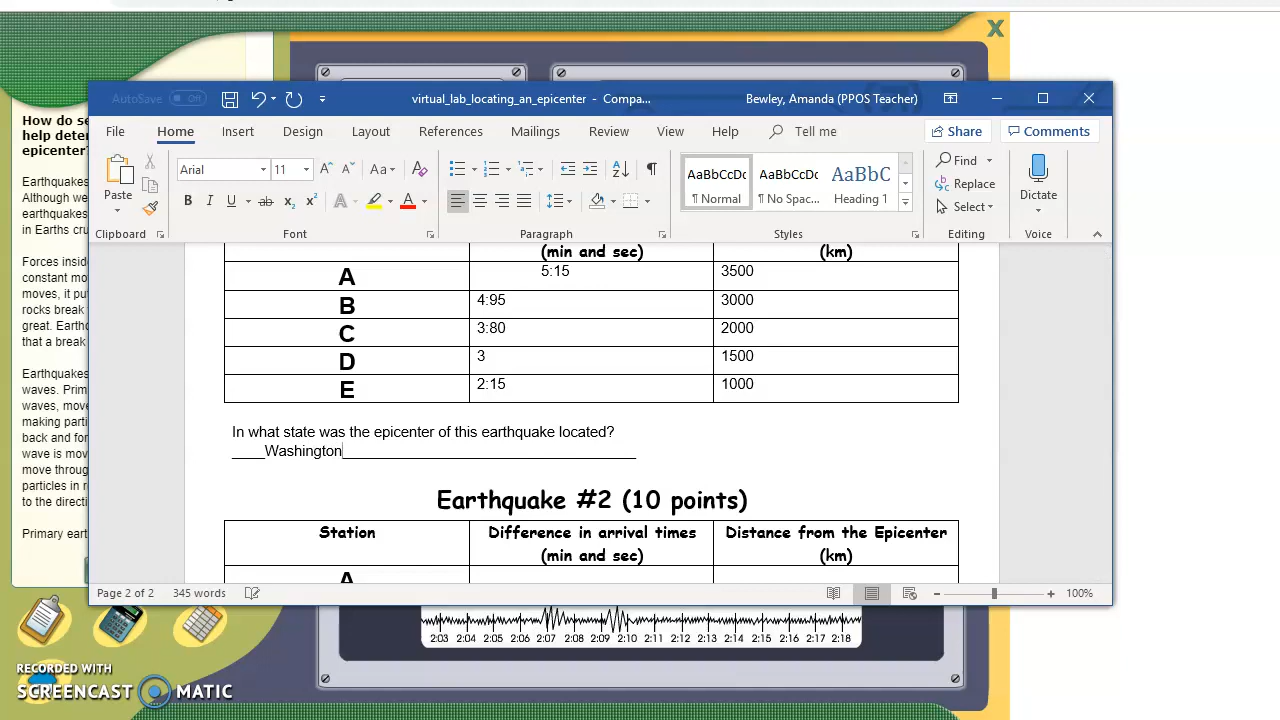 X
AutoSave Off
virtual_lab_locating_an_epicenter - Compa...
Bewley, Amanda (PPOS Teacher)
File Home Insert Design Layout References Mailings Review View Help Tell me Share Comments
Arial 11 Aa
AaBbCcDc AaBbCcDc AaBbC
¶ Normal ¶ No Spac... Heading 1
Find
Replace
Select
Paste
B I U ab x₂ x² A A
Dictate
Clipboard Font Paragraph Styles Editing Voice
How do se
help deter
epicenter?
Earthquakes
Although we
earthquakes
in Earths cru
Forces inside
constant mo
moves, it pu
rocks break
great. Earth
that a break
Earthquakes
waves. Prim
waves, move
making parti
back and for
wave is mov
move throug
particles in r
to the direct
Primary eart
(min and sec) (km)
A 5:15 3500
B 4:95 3000
C 3:80 2000
D 3 1500
E 2:15 1000
In what state was the epicenter of this earthquake located?
____Washington____________________________________
Earthquake #2 (10 points)
Station Difference in arrival times Distance from the Epicenter
(min and sec) (km)
A
Page 2 of 2 345 words 100%
2:03 2:04 2:05 2:06 2:07 2:08 2:09 2:10 2:11 2:12 2:13 2:14 2:15 2:16 2:17 2:18
RECORDED WITH
SCREENCAST MATIC